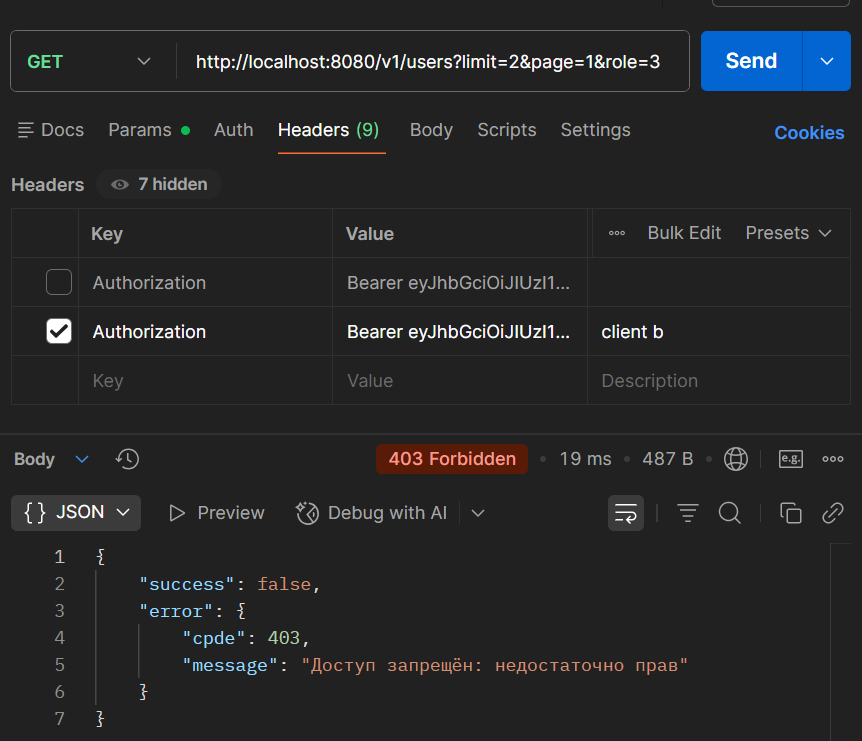 GET http://localhost:8080/v1/users?limit=2&page=1&role=3 Send
Docs Params Auth Headers (9) Body Scripts Settings Cookies
Headers 7 hidden
Key Value Bulk Edit Presets
Authorization Bearer eyJhbGciOiJIUzI1...
Authorization Bearer eyJhbGciOiJIUzI1... client b
Key Value Description
Body 403 Forbidden 19 ms 487 B e.g.
{} JSON Preview Debug with AI
1 {
2 "success": false,
3 "error": {
4 "cpde": 403,
5 "message": "Доступ запрещён: недостаточно прав"
6 }
7 }